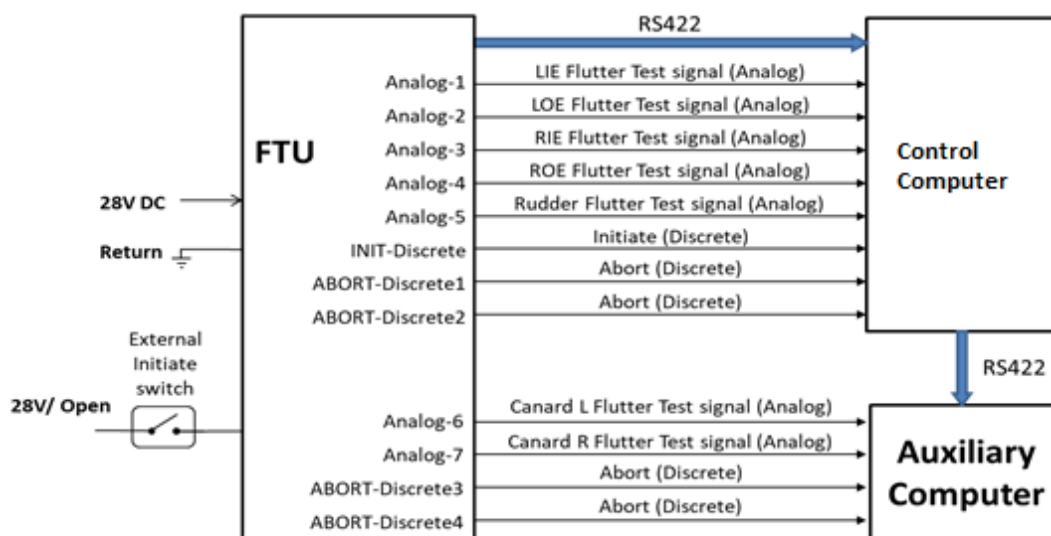 RS422
Analog-1
LIE Flutter Test signal (Analog)
Analog-2
LOE Flutter Test signal (Analog)
FTU
Analog-3
RIE Flutter Test signal (Analog)
Control
Computer
Analog-4
ROE Flutter Test signal (Analog)
28V DC
Analog-5
Rudder Flutter Test signal (Analog)
Return
INIT-Discrete
Initiate (Discrete)
ABORT-Discrete1
Abort (Discrete)
ABORT-Discrete2
Abort (Discrete)
External
Initiate
switch
RS422
28V/ Open
Analog-6
Canard L Flutter Test signal (Analog)
Analog-7
Canard R Flutter Test signal (Analog)
Auxiliary
Computer
ABORT-Discrete3
Abort (Discrete)
ABORT-Discrete4
Abort (Discrete)